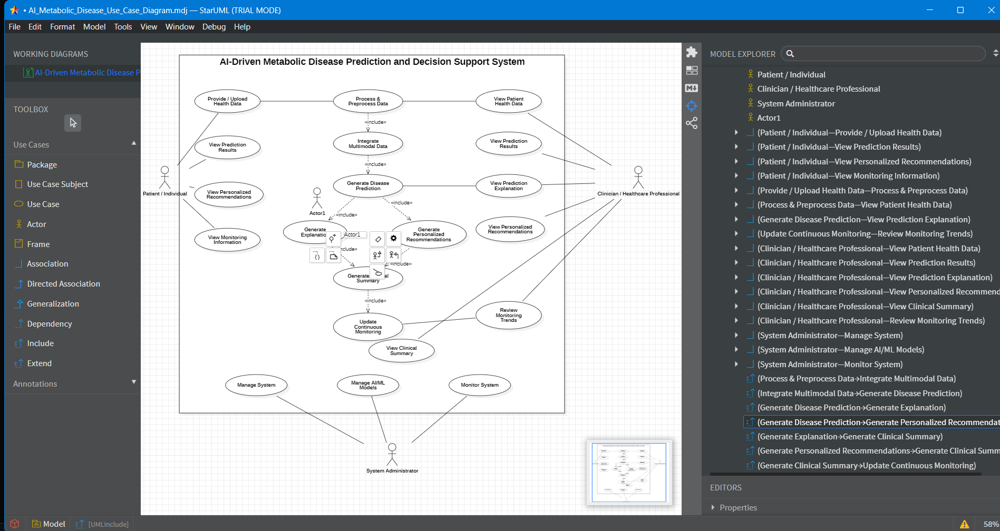 • AI_Metabolic_Disease_Use_Case_Diagram.mdj — StarUML (TRIAL MODE)
File Edit Format Model Tools View Window Debug Help
WORKING DIAGRAMS
AI-Driven Metabolic Disease P
TOOLBOX
Use Cases
Package
Use Case Subject
Use Case
Actor
Frame
Association
Directed Association
Generalization
Dependency
Include
Extend
Annotations
AI-Driven Metabolic Disease Prediction and Decision Support System
Provide / Upload
Health Data
Process &
Preprocess Data
View Patient
Health Data
«include»
View Prediction
Results
Integrate
Multimodal Data
View Prediction
Results
«include»
Patient / Individual
View Personalized
Recommendations
Generate Disease
Prediction
View Prediction
Explanation
Clinician / Healthcare Professional
Actor1
«include»
«include»
View Monitoring
Information
Generate
Explanatio
Actor1
Generate
Personalized
Recommendations
View Personalized
Recommendations
nclude»
«include»
Generate al
Summary
«include»
Update
Continuous
Monitoring
Review
Monitoring
Trends
View Clinical
Summary
Manage System
Manage AI/ML
Models
Monitor System
System Administrator
MODEL EXPLORER
Patient / Individual
Clinician / Healthcare Professional
System Administrator
Actor1
(Patient / Individual—Provide / Upload Health Data)
(Patient / Individual—View Prediction Results)
(Patient / Individual—View Personalized Recommendations)
(Patient / Individual—View Monitoring Information)
(Provide / Upload Health Data—Process & Preprocess Data)
(Process & Preprocess Data—View Patient Health Data)
(Generate Disease Prediction—View Prediction Explanation)
(Update Continuous Monitoring—Review Monitoring Trends)
(Clinician / Healthcare Professional—View Patient Health Data)
(Clinician / Healthcare Professional—View Prediction Results)
(Clinician / Healthcare Professional—View Prediction Explanation)
(Clinician / Healthcare Professional—View Personalized Recommend
(Clinician / Healthcare Professional—View Clinical Summary)
(Clinician / Healthcare Professional—Review Monitoring Trends)
(System Administrator—Manage System)
(System Administrator—Manage AI/ML Models)
(System Administrator—Monitor System)
(Process & Preprocess Data→Integrate Multimodal Data)
(Integrate Multimodal Data→Generate Disease Prediction)
(Generate Disease Prediction→Generate Explanation)
(Generate Disease Prediction→Generate Personalized Recommendat
(Generate Explanation→Generate Clinical Summary)
(Generate Personalized Recommendations→Generate Clinical Summ
(Generate Clinical Summary→Update Continuous Monitoring)
EDITORS
Properties
Model
[UMLInclude]
58%